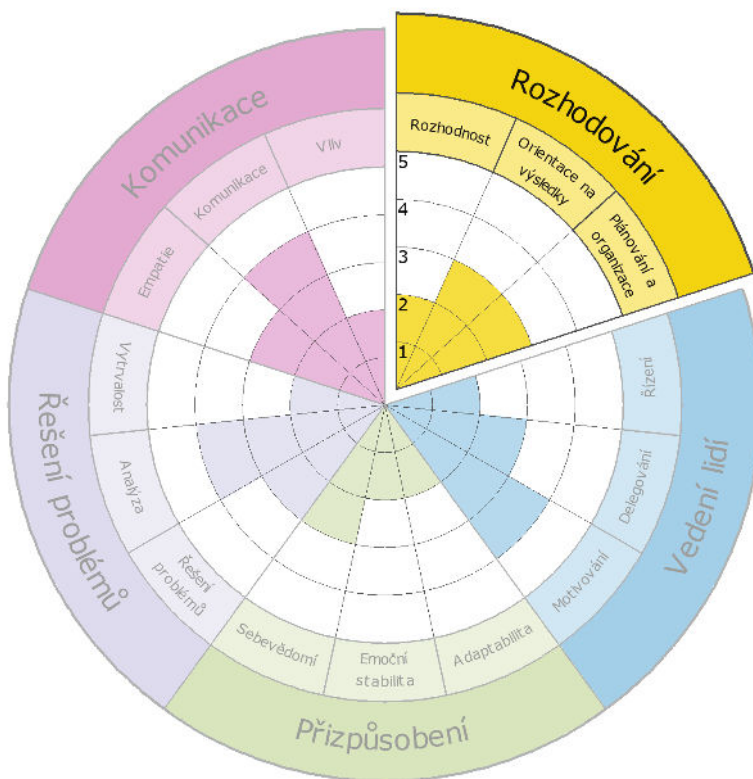 Rozhodování
Rozhodnost
Orientace na
výsledky
Plánování a
organizace
5
4
3
2
1
Vedení lidí
Řízení
Delegování
Motivování
Přizpůsobení
Adaptabilita
Emoční
stabilita
Sebevědomí
Řešení problémů
Řešení
problémů
Analýza
Vytrvalost
Komunikace
Empatie
Komunikace
Vliv